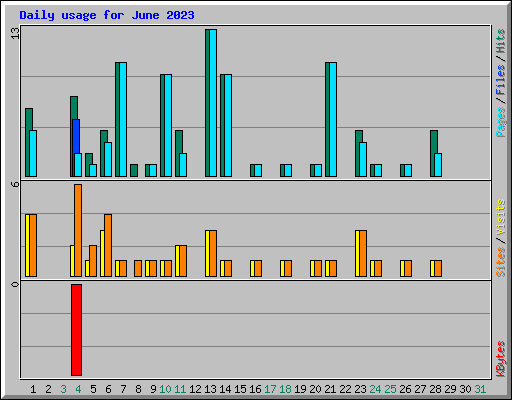 Daily usage for June 2023
13
Pages / Files / Hits
6
Sites / Visits
0
KBytes
1 2 3 4 5 6 7 8 9 10 11 12 13 14 15 16 17 18 19 20 21 22 23 24 25 26 27 28 29 30 31